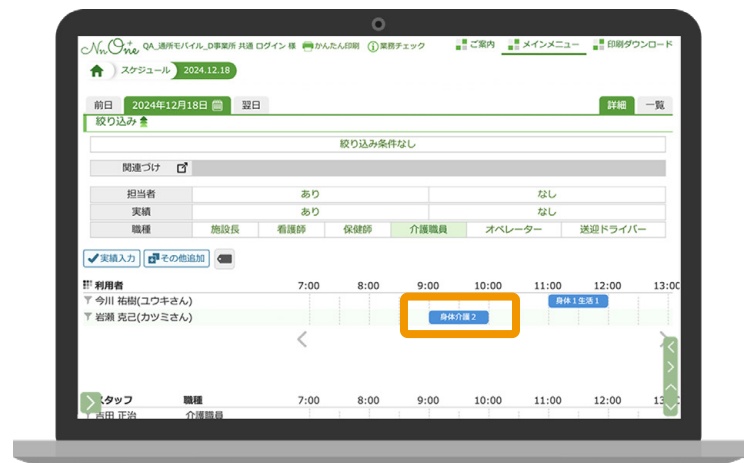 NnOne QA_通所モバイル_D事業所 共通 ログイン 様 かんたん印刷 業務チェック ご案内 メインメニュー 印刷ダウンロード
スケジュール 2024.12.18
前日 2024年12月18日 翌日 詳細 一覧
絞り込み
絞り込み条件なし
関連づけ
担当者 あり なし
実績 あり なし
職種 施設長 看護師 保健師 介護職員 オペレーター 送迎ドライバー
実績入力 その他追加
利用者 7:00 8:00 9:00 10:00 11:00 12:00 13:00
今川 祐樹(ユウキさん) 身体1生活1
岩瀬 克己(カツミさん) 身体介護2
スタッフ 職種 7:00 8:00 9:00 10:00 11:00 12:00
吉田 正治 介護職員